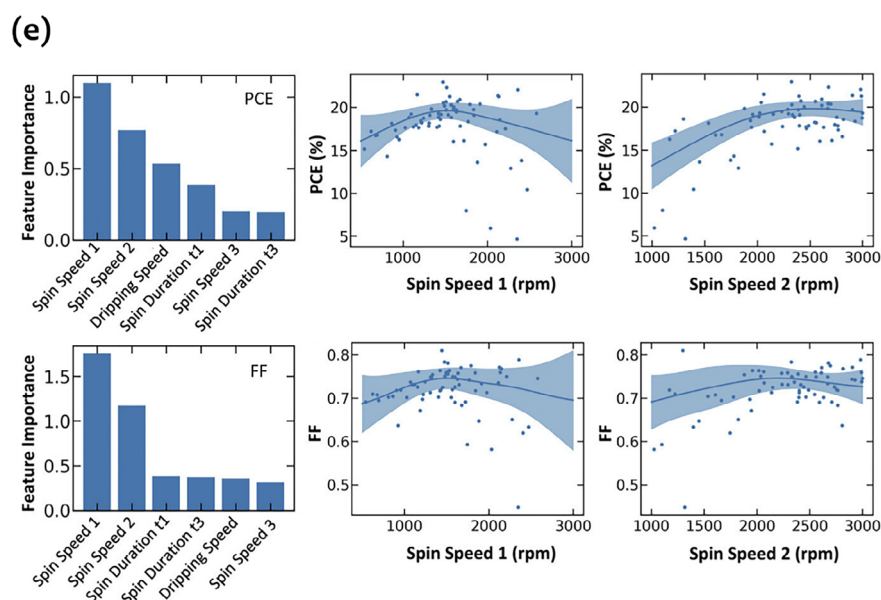 (e)
Feature Importance
1.0
0.5
0.0
PCE
Spin Speed 1
Spin Speed 2
Dripping Speed
Spin Duration t1
Spin Speed 3
Spin Duration t3
PCE (%)
20
15
10
5
1000 2000 3000
Spin Speed 1 (rpm)
PCE (%)
20
15
10
5
1000 1500 2000 2500 3000
Spin Speed 2 (rpm)
Feature Importance
1.5
1.0
0.5
0.0
FF
Spin Speed 1
Spin Speed 2
Spin Duration t1
Spin Duration t3
Dripping Speed
Spin Speed 3
FF
0.8
0.7
0.6
0.5
1000 2000 3000
Spin Speed 1 (rpm)
FF
0.8
0.7
0.6
0.5
1000 1500 2000 2500 3000
Spin Speed 2 (rpm)